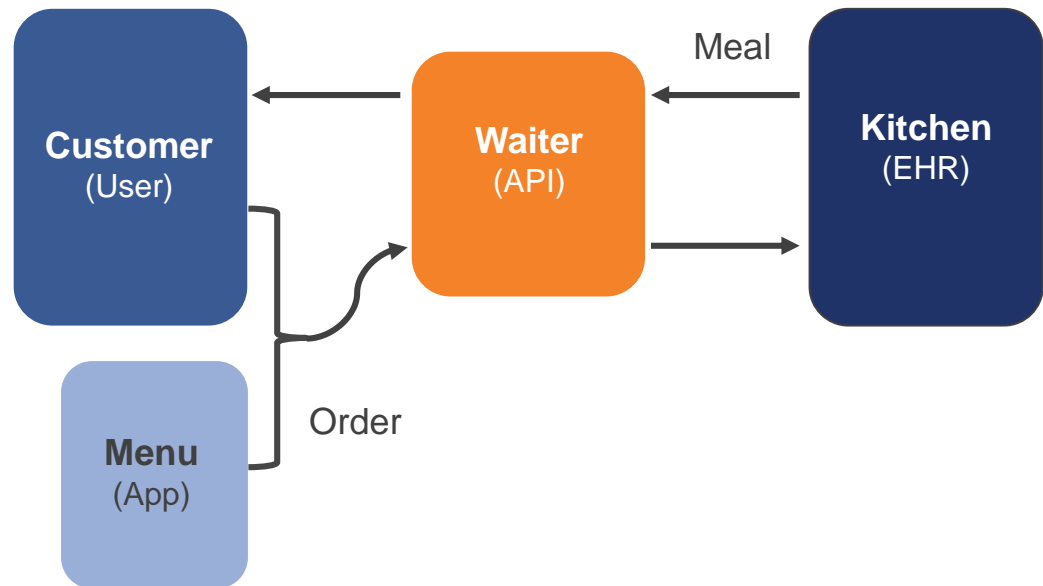 Meal
Customer
(User)
Waiter
(API)
Kitchen
(EHR)
Order
Menu
(App)